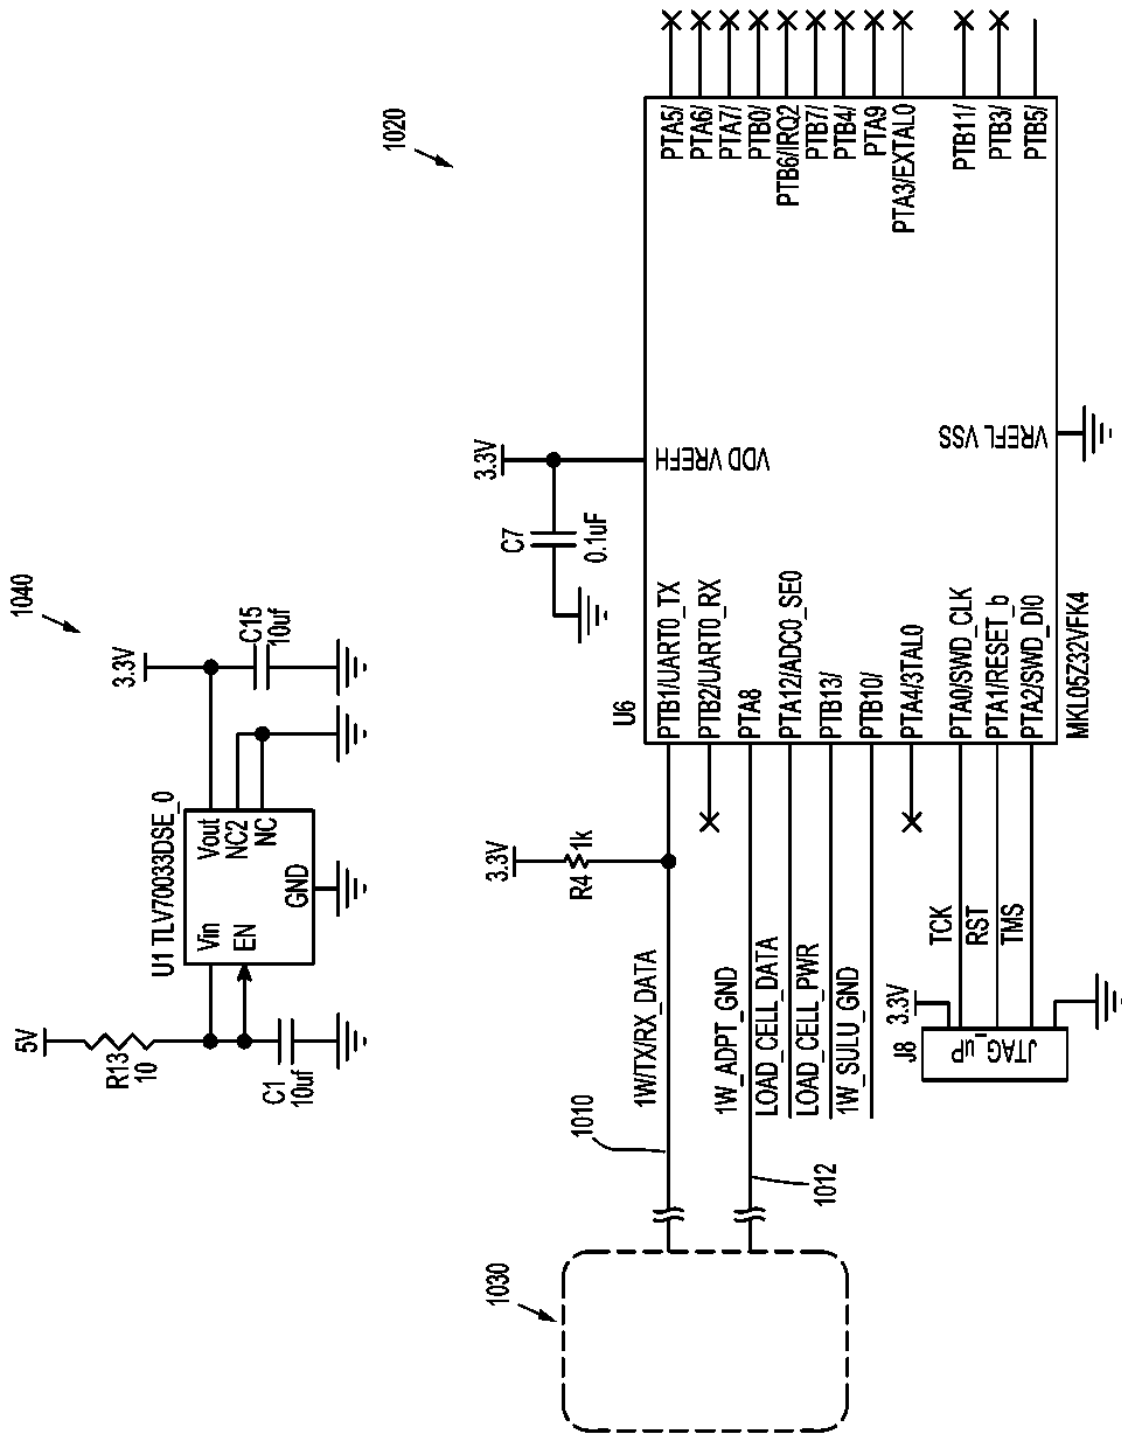 1040
5V
R13
10
C1
10uf
U1 TLV70033DSE_0
Vin
EN
Vout
NC2
NC
GND
3.3V
C15
10uf
1020
3.3V
C7
0.1uF
3.3V
R4
1k
U6
PTB1/UART0_TX
PTB2/UART0_RX
PTA8
PTA12/ADC0_SE0
PTB13/
PTB10/
PTA4/3TAL0
PTA0/SWD_CLK
PTA1/RESET_b
PTA2/SWD_DI0
MKL05Z32VFK4
VDD VREFH
VREFL VSS
PTA5/
PTA6/
PTA7/
PTB0/
PTB6/IRQ2
PTB7/
PTB4/
PTA9
PTA3/EXTAL0
PTB11/
PTB3/
PTB5/
1030
1010
1012
1W/TX/RX_DATA
1W_ADPT_GND
LOAD_CELL_DATA
LOAD_CELL_PWR
1W_SULU_GND
TCK
RST
TMS
3.3V
J8
JTAG_uP